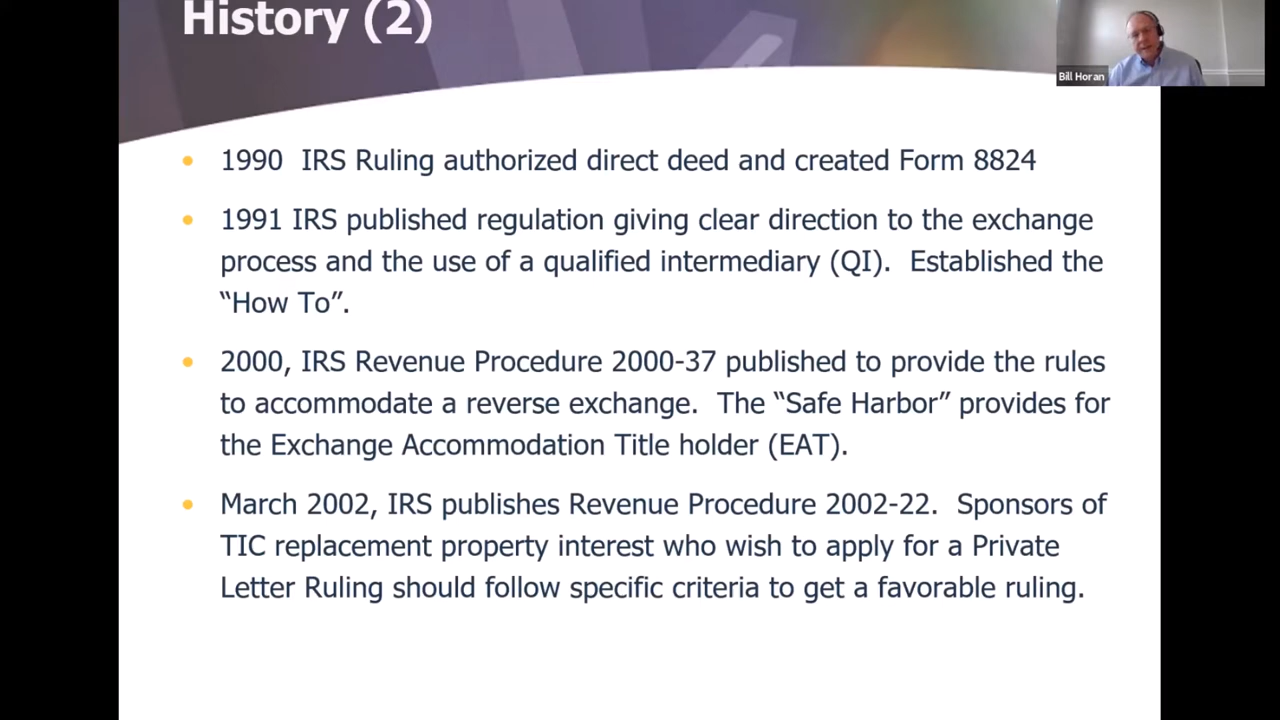 History (2)
Bill Horan
• 1990  IRS Ruling authorized direct deed and created Form 8824
• 1991 IRS published regulation giving clear direction to the exchange
process and the use of a qualified intermediary (QI).  Established the
“How To”.
• 2000, IRS Revenue Procedure 2000-37 published to provide the rules
to accommodate a reverse exchange.  The “Safe Harbor” provides for
the Exchange Accommodation Title holder (EAT).
• March 2002, IRS publishes Revenue Procedure 2002-22.  Sponsors of
TIC replacement property interest who wish to apply for a Private
Letter Ruling should follow specific criteria to get a favorable ruling.